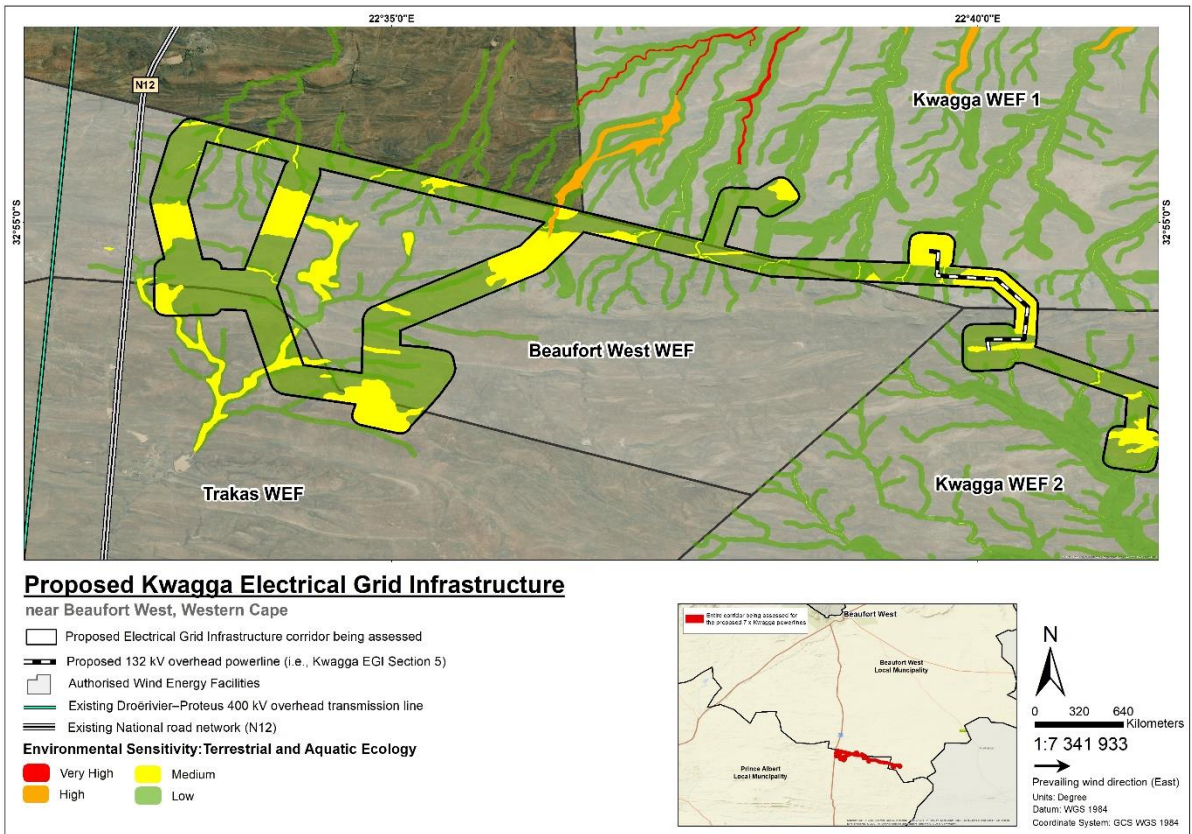 22°35'0"E
22°40'0"E
N12
Kwagga WEF 1
32°55'0"S
32°55'0"S
Beaufort West WEF
Trakas WEF
Kwagga WEF 2
Proposed Kwagga Electrical Grid Infrastructure
near Beaufort West, Western Cape
Proposed Electrical Grid Infrastructure corridor being assessed
Proposed 132 kV overhead powerline (i.e., Kwagga EGI Section 5)
Authorised Wind Energy Facilities
Existing Droërivier–Proteus 400 kV overhead transmission line
Existing National road network (N12)
Environmental Sensitivity: Terrestrial and Aquatic Ecology
Very High
Medium
High
Low
Entire corridor being assessed for
the proposed 7 x Kwagga powerlines
Beaufort West
Beaufort West
Local Municipality
Prince Albert
Local Municipality
N
0 320 640
Kilometers
1:7 341 933
Prevailing wind direction (East)
Units: Degree
Datum: WGS 1984
Coordinate System: GCS WGS 1984